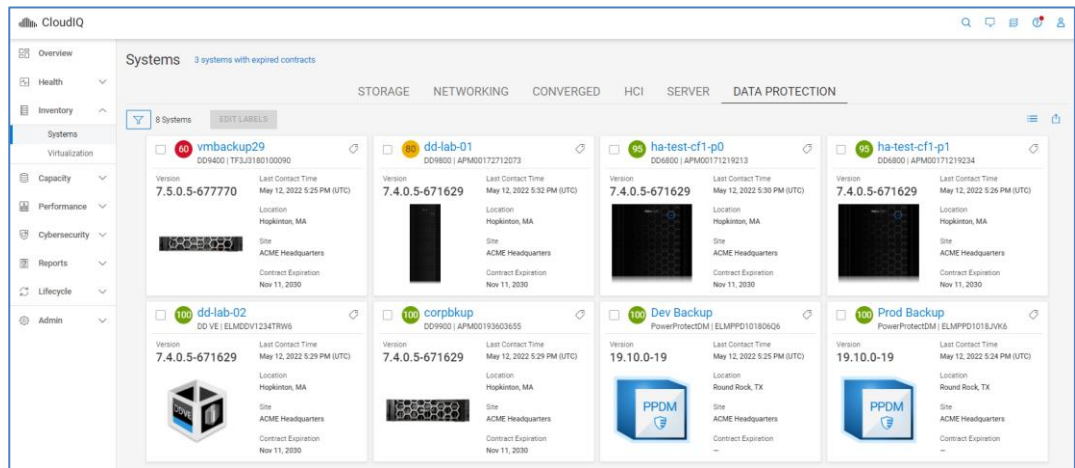 CloudIQ
Overview
Health
Inventory
Systems
Virtualization
Capacity
Performance
Cybersecurity
Reports
Lifecycle
Admin
Systems 3 systems with expired contracts
STORAGE NETWORKING CONVERGED HCI SERVER DATA PROTECTION
8 Systems EDIT LABELS
60 vmbackup29
DD9400 | TF3J3180100090
Version
7.5.0.5-677770
Last Contact Time
May 12, 2022 5:25 PM (UTC)
Location
Hopkinton, MA
Site
ACME Headquarters
Contract Expiration
Nov 11, 2030
80 dd-lab-01
DD9800 | APM00172712073
Version
7.4.0.5-671629
Last Contact Time
May 12, 2022 5:32 PM (UTC)
Location
Hopkinton, MA
Site
ACME Headquarters
Contract Expiration
Nov 11, 2030
95 ha-test-cf1-p0
DD6800 | APM00171219213
Version
7.4.0.5-671629
Last Contact Time
May 12, 2022 5:30 PM (UTC)
Location
Hopkinton, MA
Site
ACME Headquarters
Contract Expiration
Nov 11, 2030
95 ha-test-cf1-p1
DD6800 | APM00171219234
Version
7.4.0.5-671629
Last Contact Time
May 12, 2022 5:26 PM (UTC)
Location
Hopkinton, MA
Site
ACME Headquarters
Contract Expiration
Nov 11, 2030
100 dd-lab-02
DD VE | ELMDDV1234TRW6
Version
7.4.0.5-671629
DDVE
Last Contact Time
May 12, 2022 5:29 PM (UTC)
Location
Hopkinton, MA
Site
ACME Headquarters
Contract Expiration
Nov 11, 2030
100 corpbkup
DD9900 | APM00193603655
Version
7.4.0.5-671629
Last Contact Time
May 12, 2022 5:29 PM (UTC)
Location
Hopkinton, MA
Site
ACME Headquarters
Contract Expiration
Nov 11, 2030
100 Dev Backup
PowerProtectDM | ELMPPD101806Q6
Version
19.10.0-19
PPDM
Last Contact Time
May 12, 2022 5:25 PM (UTC)
Location
Round Rock, TX
Site
ACME Headquarters
Contract Expiration
--
100 Prod Backup
PowerProtectDM | ELMPPD1018JVK6
Version
19.10.0-19
PPDM
Last Contact Time
May 12, 2022 5:24 PM (UTC)
Location
Round Rock, TX
Site
ACME Headquarters
Contract Expiration
--